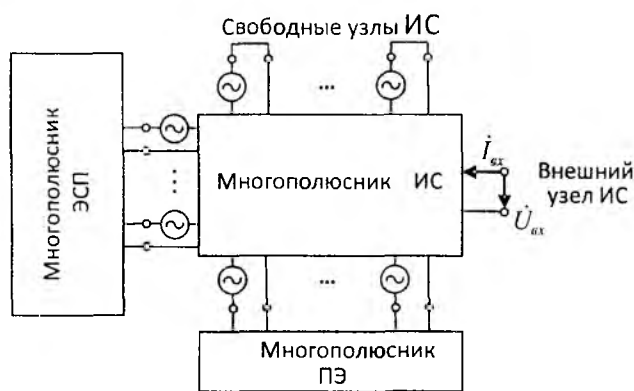 Свободные узлы ИС
...
Многополюсник
ЭСП
...
Многополюсник ИС
İвх
Внешний
узел ИС
U̇вх
...
Многополюсник
ПЭ